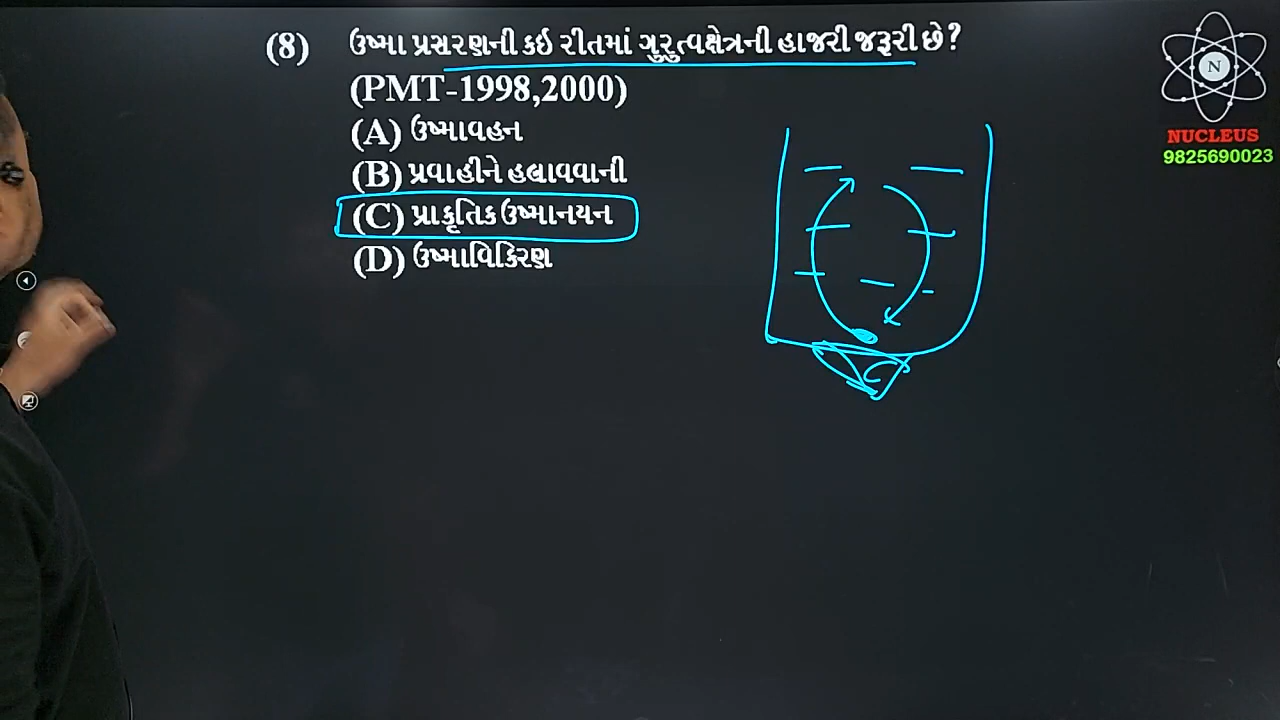 (8) ઉષ્મા પ્રસરણની કઇ રીતમાં ગુરુત્વક્ષેત્રની હાજરી જરૂરી છે?
(PMT-1998,2000)
(A) ઉષ્માવહન
(B) પ્રવાહીને હલાવવાની
(C) પ્રાકૃતિક ઉષ્માનયન
(D) ઉષ્માવિકિરણ
N
NUCLEUS
9825690023